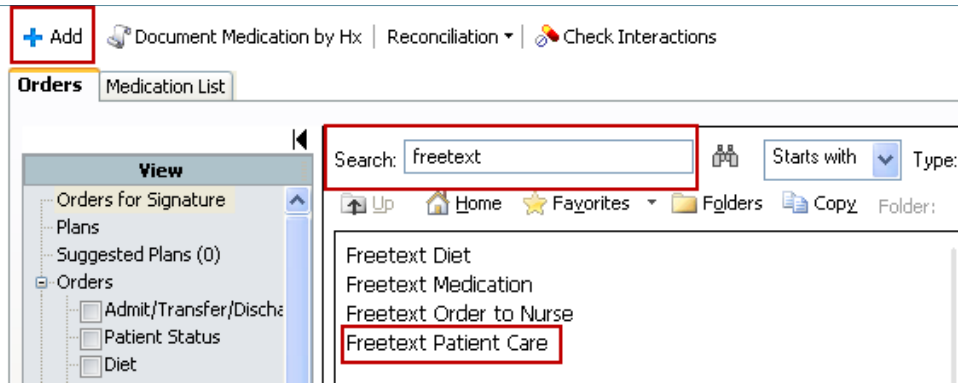 Add Document Medication by Hx Reconciliation Check Interactions
Orders Medication List
View
Orders for Signature
Plans
Suggested Plans (0)
Orders
Admit/Transfer/Discha
Patient Status
Diet
Search: freetext Starts with Type:
Up Home Favorites Folders Copy Folder:
Freetext Diet
Freetext Medication
Freetext Order to Nurse
Freetext Patient Care